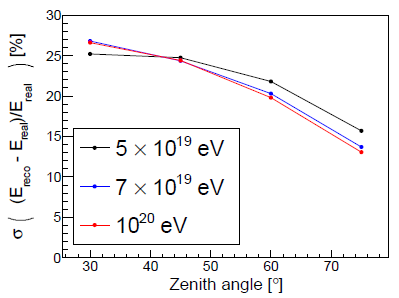 σ ( (E_reco - E_real)/E_real ) [%]
30
25
20
15
10
5
0
5 × 10^19 eV
7 × 10^19 eV
10^20 eV
30 40 50 60 70
Zenith angle [°]